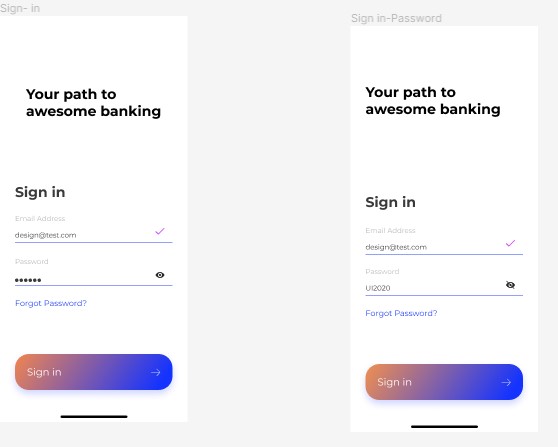 Sign- in
Your path to
awesome banking
Sign in
Email Address
design@test.com
Password
••••••
Forgot Password?
Sign in
Sign in-Password
Your path to
awesome banking
Sign in
Email Address
design@test.com
Password
UI2020
Forgot Password?
Sign in